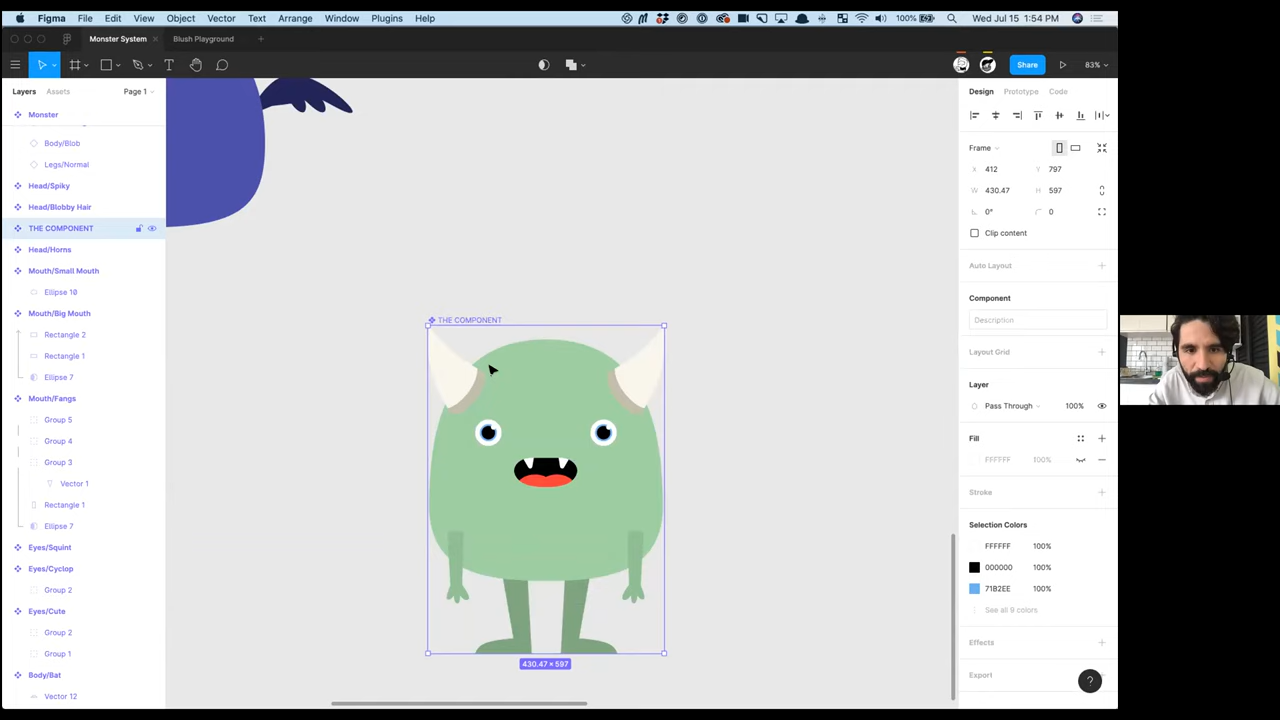 Figma File Edit View Object Vector Text Arrange Window Plugins Help 100% Wed Jul 15 1:54 PM
Monster System Blush Playground
Share 83%
Layers Assets Page 1
Monster
Body/Blob
Legs/Normal
Head/Spiky
Head/Blobby Hair
THE COMPONENT
Head/Horns
Mouth/Small Mouth
Ellipse 10
Mouth/Big Mouth
Rectangle 2
Rectangle 1
Ellipse 7
Mouth/Fangs
Group 5
Group 4
Group 3
Vector 1
Rectangle 1
Ellipse 7
Eyes/Squint
Eyes/Cyclop
Group 2
Eyes/Cute
Group 2
Group 1
Body/Bat
Vector 12
THE COMPONENT
430.47 × 597
Design Prototype Code
Frame
X 412 Y 797
W 430.47 H 597
0° 0
Clip content
Auto Layout
Component
Description
Layout Grid
Layer
Pass Through 100%
Fill
FFFFFF 100%
Stroke
Selection Colors
FFFFFF 100%
000000 100%
71B2EE 100%
See all 9 colors
Effects
Export
?